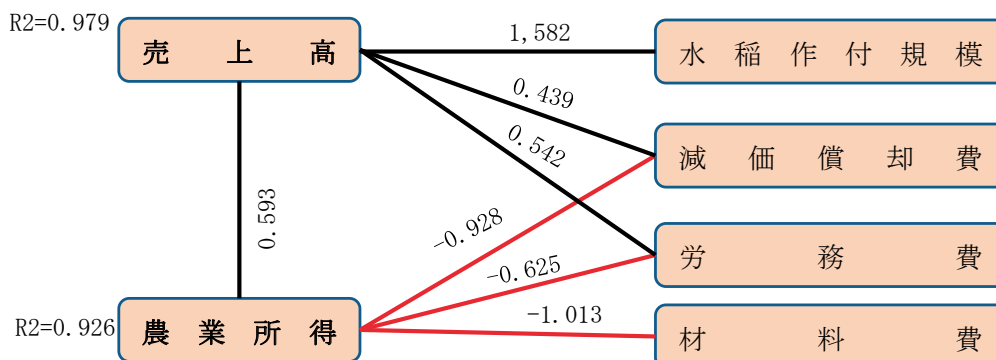 R2=0.979
売上高
1,582
水稲作付規模
0.439
減価償却費
0.542
0.593
-0.928
労務費
-0.625
R2=0.926
農業所得
-1.013
材料費